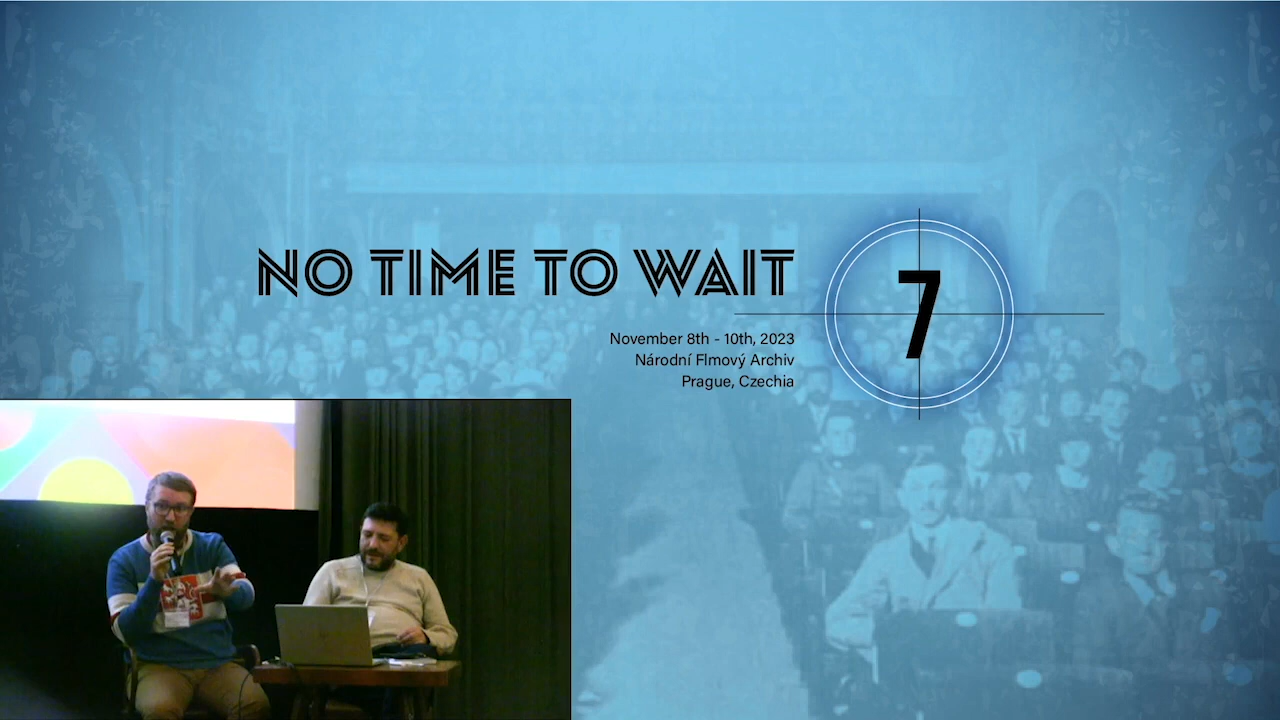 NO TIME TO WAIT
7
November 8th - 10th, 2023
Národní Flmový Archiv
Prague, Czechia